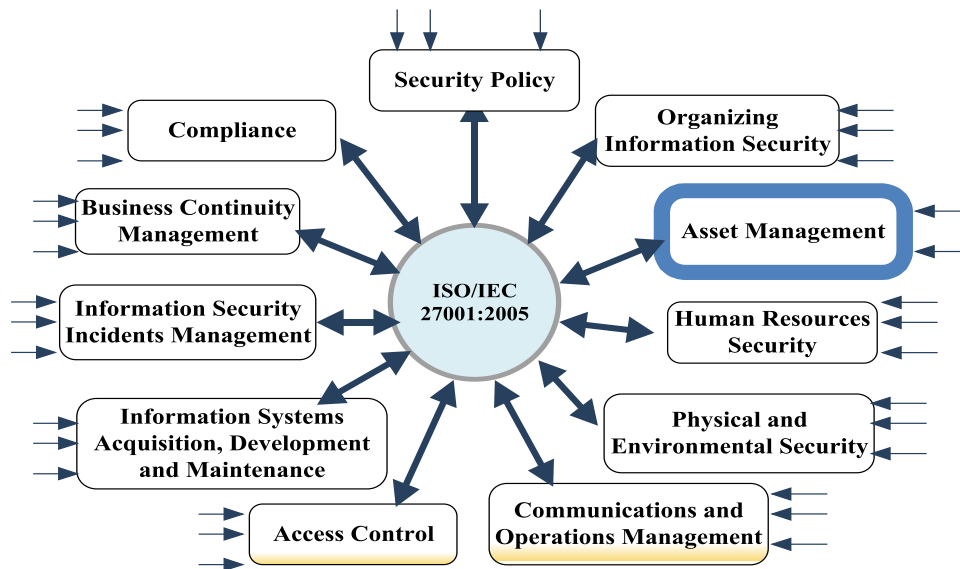 Security Policy
Compliance
Organizing
Information Security
Business Continuity
Management
Asset Management
ISO/IEC
27001:2005
Information Security
Incidents Management
Human Resources
Security
Information Systems
Acquisition, Development
and Maintenance
Physical and
Environmental Security
Access Control
Communications and
Operations Management